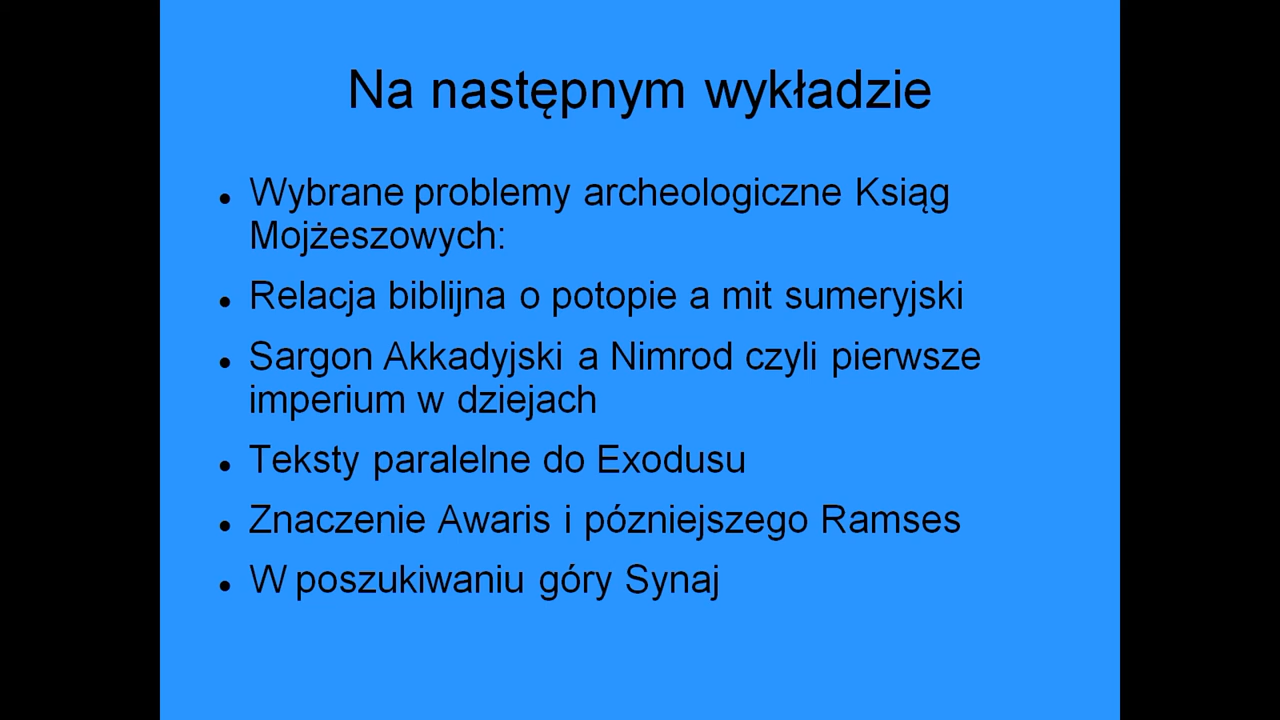 Na następnym wykładzie
Wybrane problemy archeologiczne Ksiąg
Mojżeszowych:
Relacja biblijna o potopie a mit sumeryjski
Sargon Akkadyjski a Nimrod czyli pierwsze
imperium w dziejach
Teksty paralelne do Exodusu
Znaczenie Awaris i pózniejszego Ramses
W poszukiwaniu góry Synaj